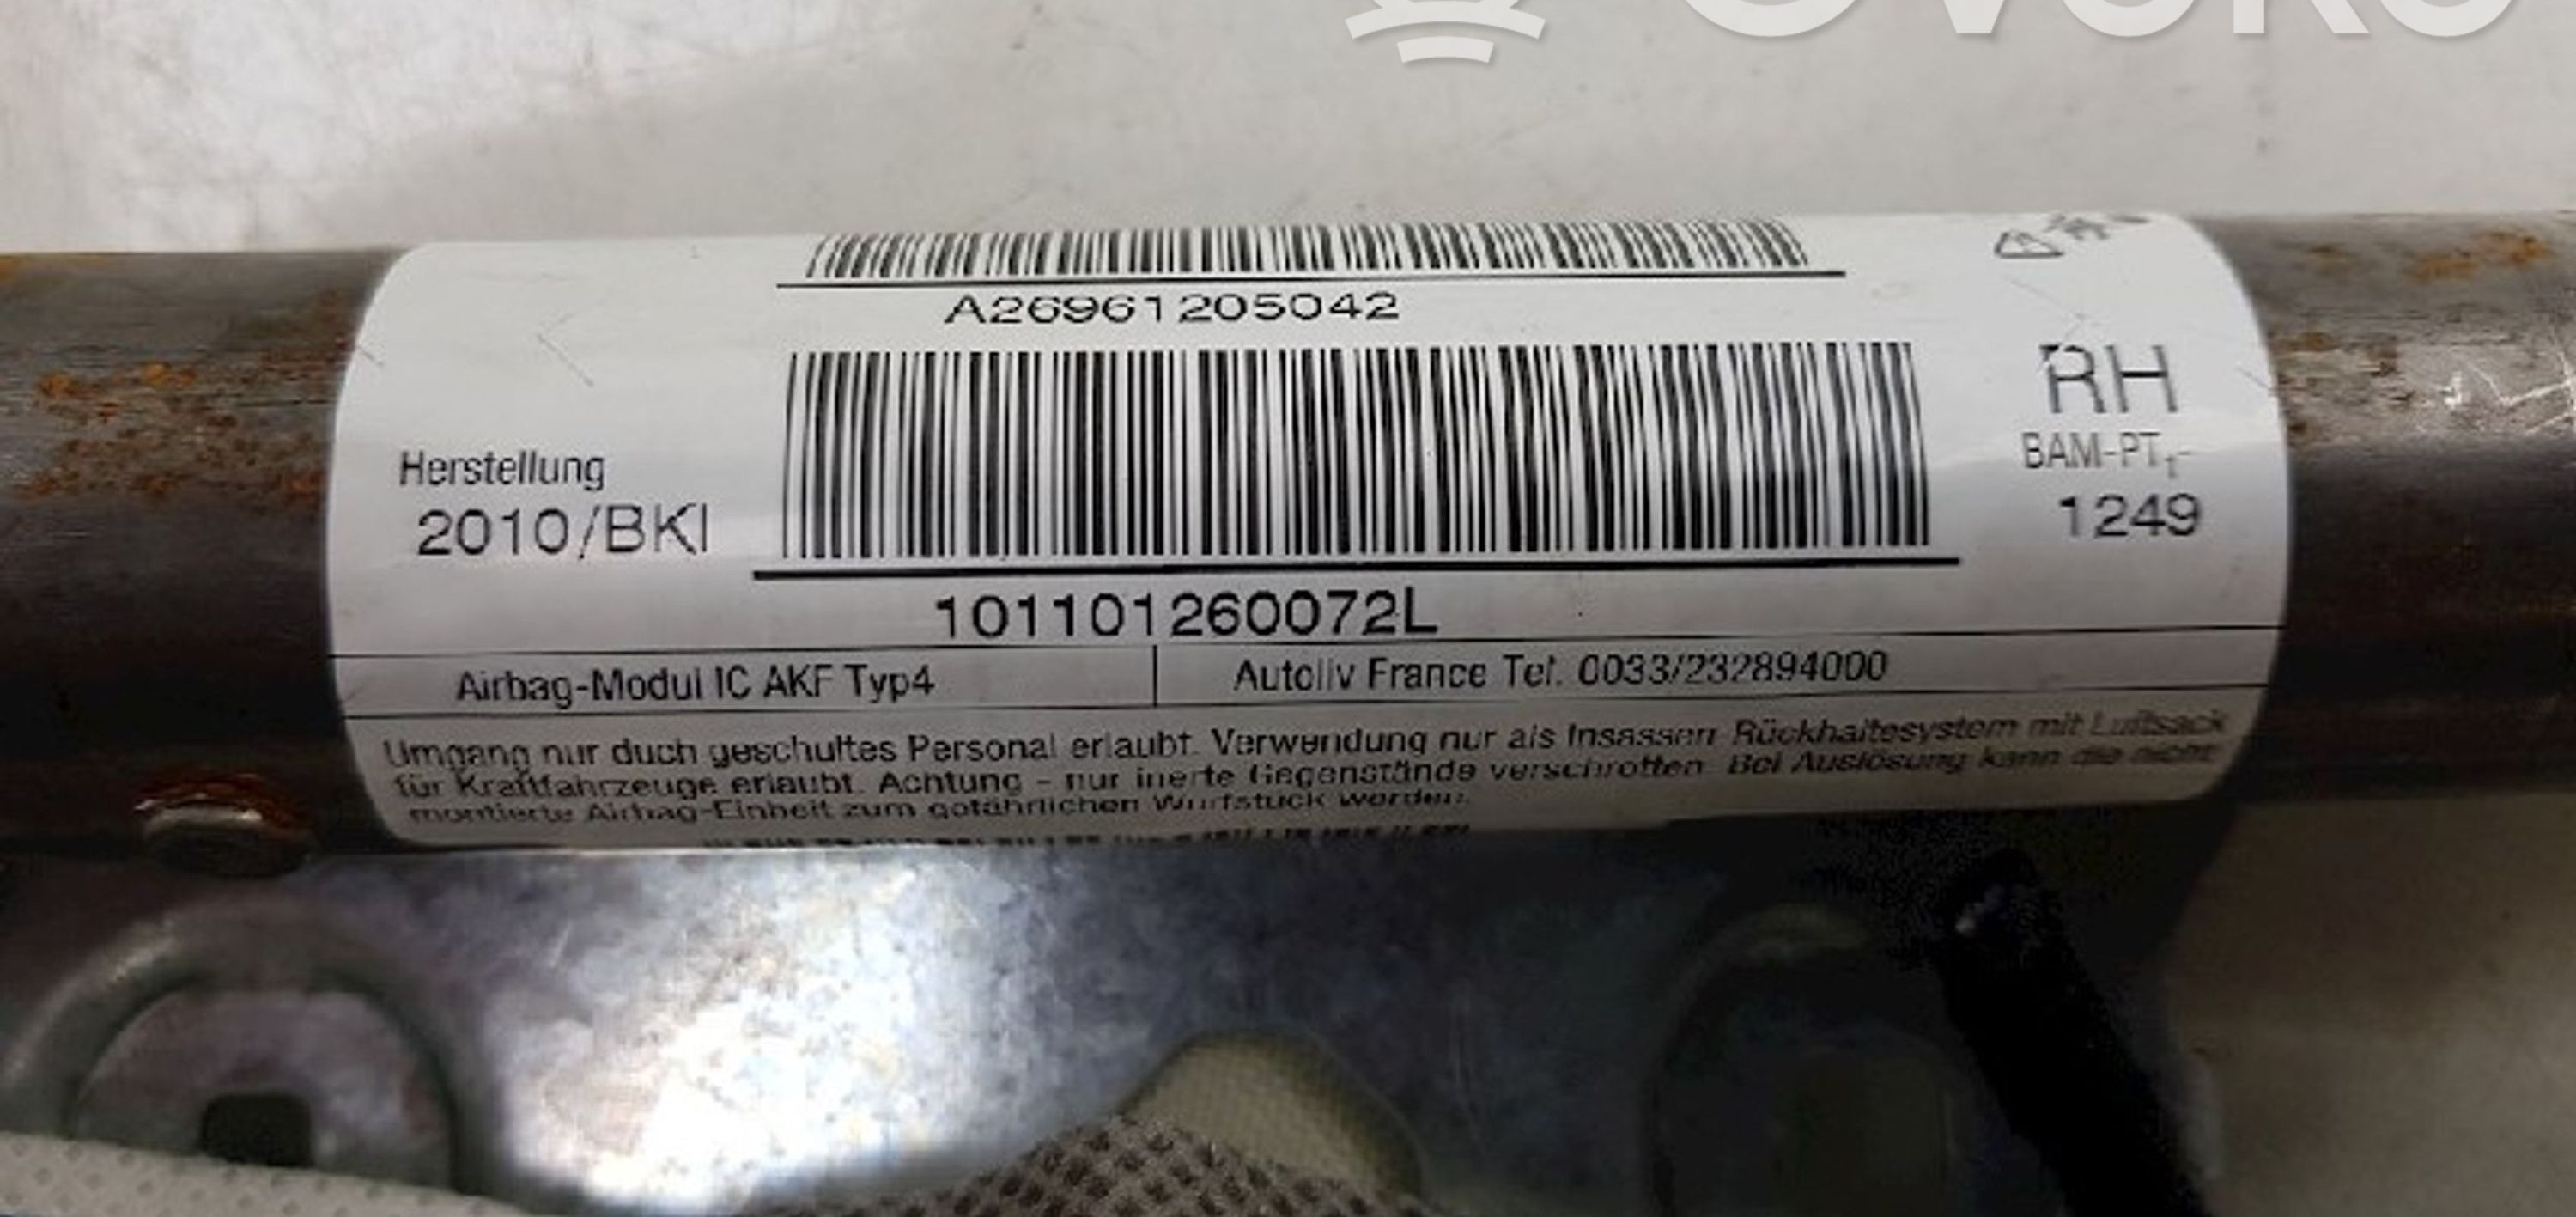 A26961205042
RH
BAM-PT₁-
1249
Herstellung
2010/BKI
101101260072L
Airbag-Modul IC AKF Typ4
Autoliv France Tel. 0033/232894000
Umgang nur duch geschultes Personal erlaubt. Verwendung nur als Insassen Rückhaltesystem mit Luftsack
für Kraftfahrzeuge erlaubt. Achtung - nur inerte Gegenstände verschrotten. Bei Auslösung kann die nicht
montierte Airbag-Einheit zum gefährlichen Wurfstück werden.